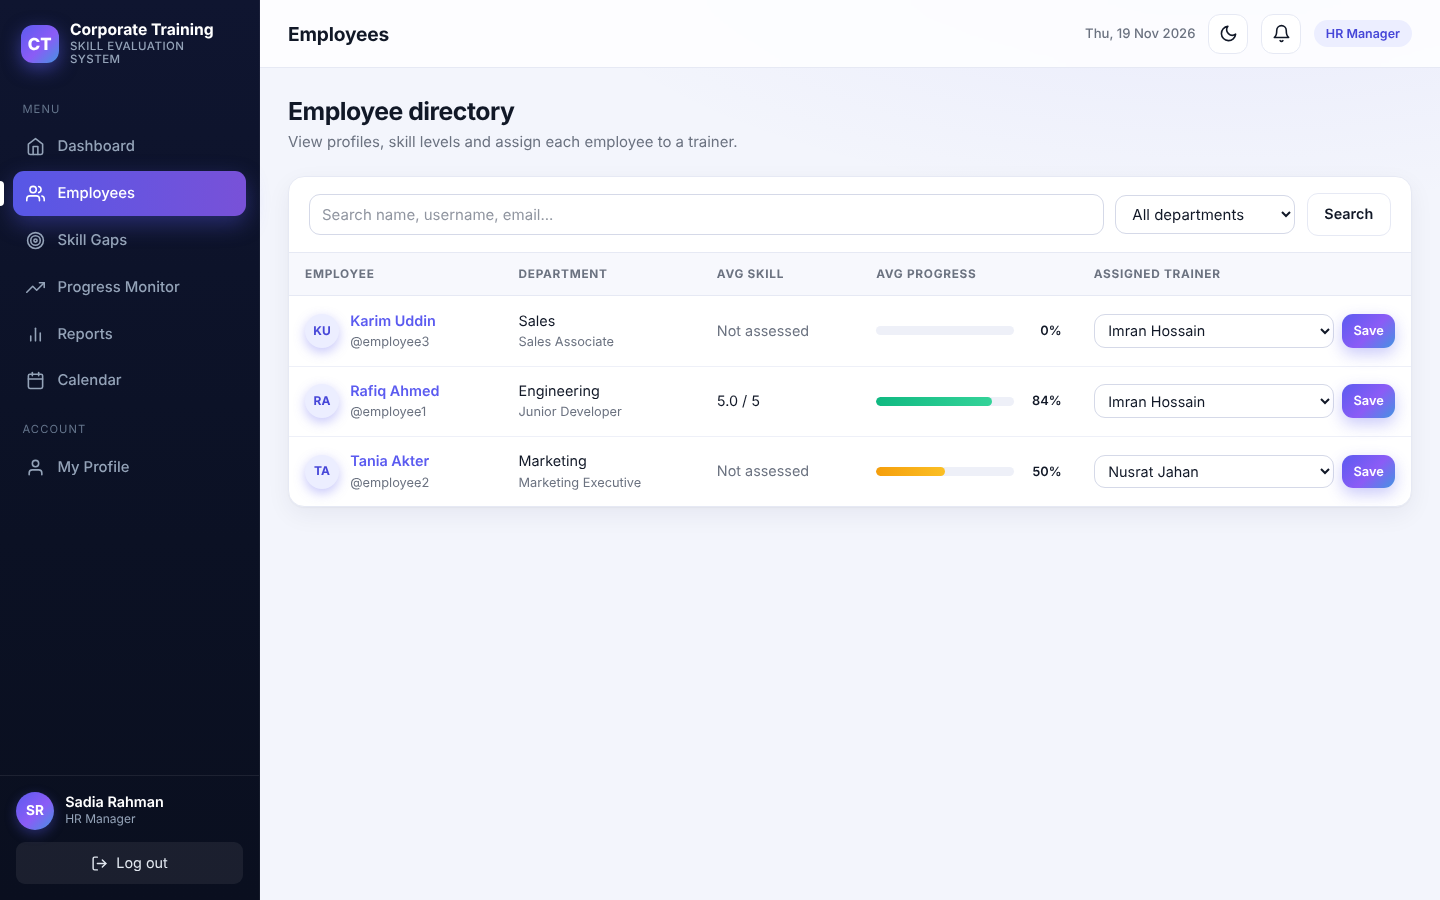 CT
Corporate Training
SKILL EVALUATION
SYSTEM
MENU
Dashboard
Employees
Skill Gaps
Progress Monitor
Reports
Calendar
ACCOUNT
My Profile
SR
Sadia Rahman
HR Manager
Log out
Employees
Thu, 19 Nov 2026
HR Manager
Employee directory
View profiles, skill levels and assign each employee to a trainer.
Search name, username, email...
All departments
Search
EMPLOYEE DEPARTMENT AVG SKILL AVG PROGRESS ASSIGNED TRAINER
KU Karim Uddin Sales Not assessed 0% Imran Hossain Save
@employee3 Sales Associate
RA Rafiq Ahmed Engineering 5.0 / 5 84% Imran Hossain Save
@employee1 Junior Developer
TA Tania Akter Marketing Not assessed 50% Nusrat Jahan Save
@employee2 Marketing Executive